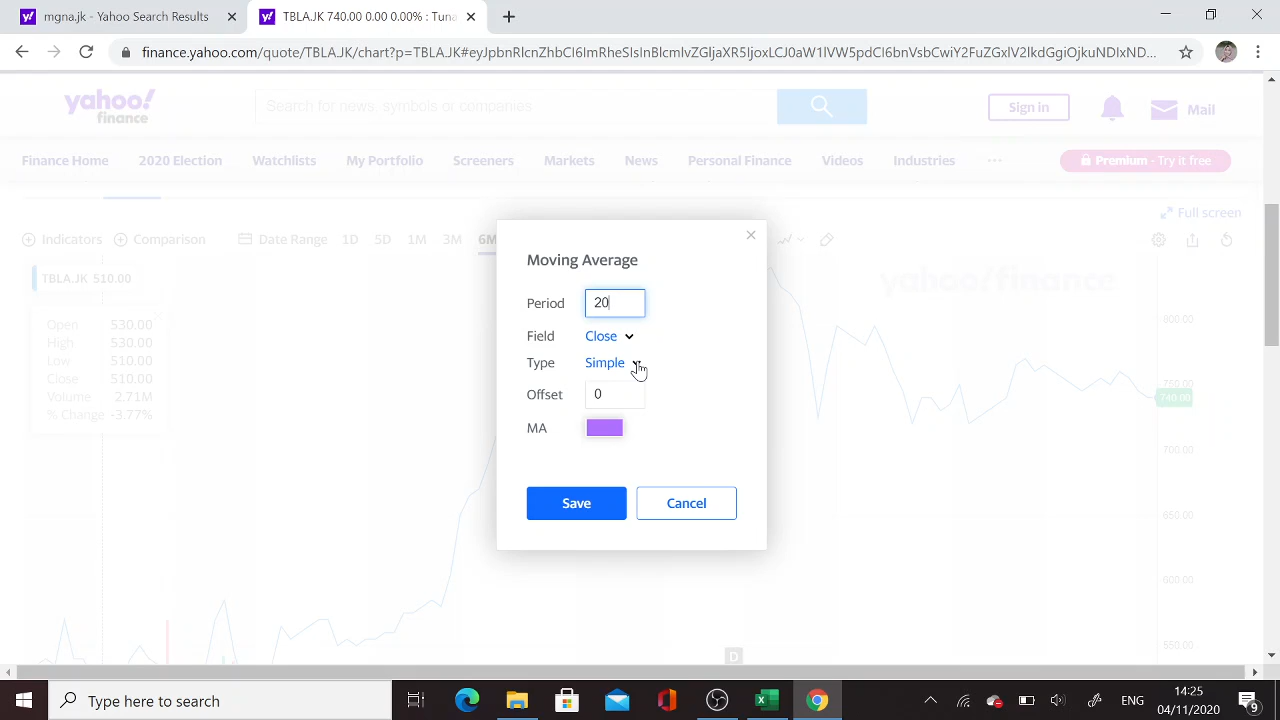 mgna.jk - Yahoo Search Results
TBLA.JK 740.00 0.00 0.00% : Tuna
finance.yahoo.com/quote/TBLA.JK/chart?p=TBLA.JK#
yahoo!
finance
Search for news, symbols or companies
Sign in
Mail
Finance Home
2020 Election
Watchlists
My Portfolio
Screeners
Markets
News
Personal Finance
Videos
Industries
Premium - Try it free
Full screen
Indicators
Comparison
Date Range
1D
5D
1M
3M
6M
TBLA.JK 510.00
yahoo!finance
Open 530.00
High 530.00
Low 510.00
Close 510.00
Volume 2.71M
% Change -3.77%
Moving Average
Period 20
Field Close
Type Simple
Offset 0
MA
Save
Cancel
800.00
750.00
740.00
700.00
650.00
600.00
550.00
D
Type here to search
ENG
14:25
04/11/2020
9